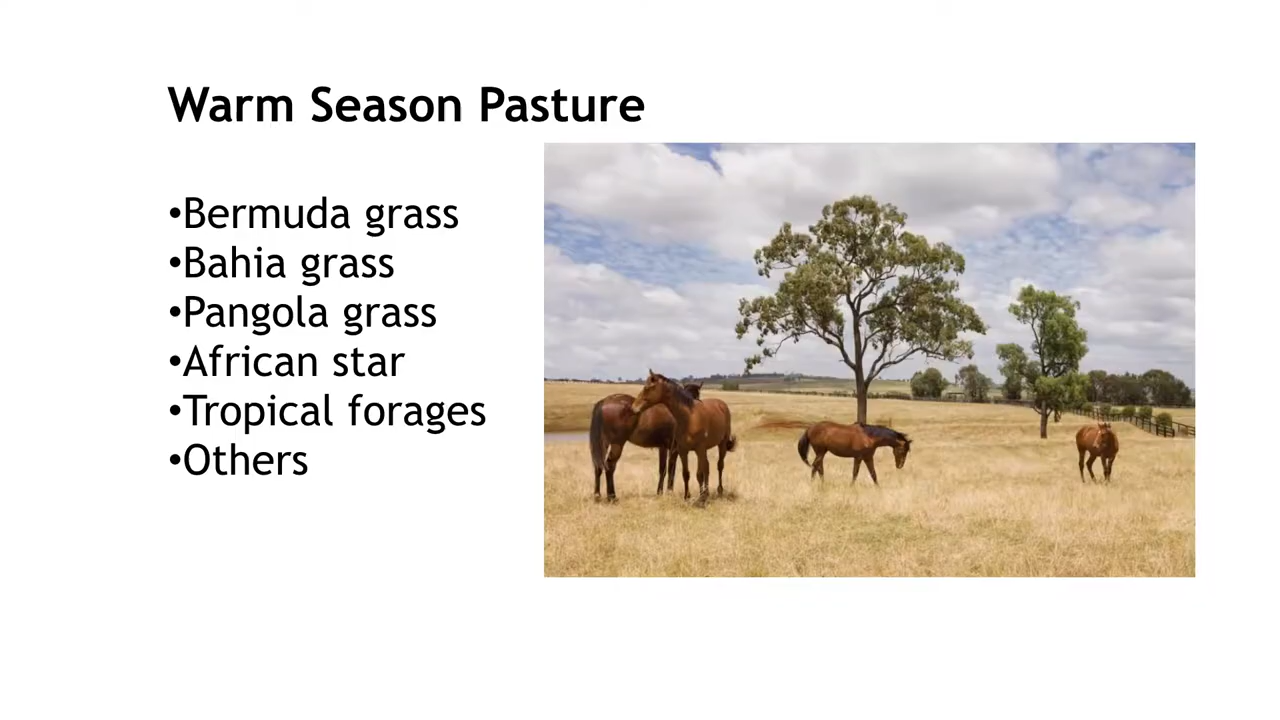 Warm Season Pasture
•Bermuda grass
•Bahia grass
•Pangola grass
•African star
•Tropical forages
•Others